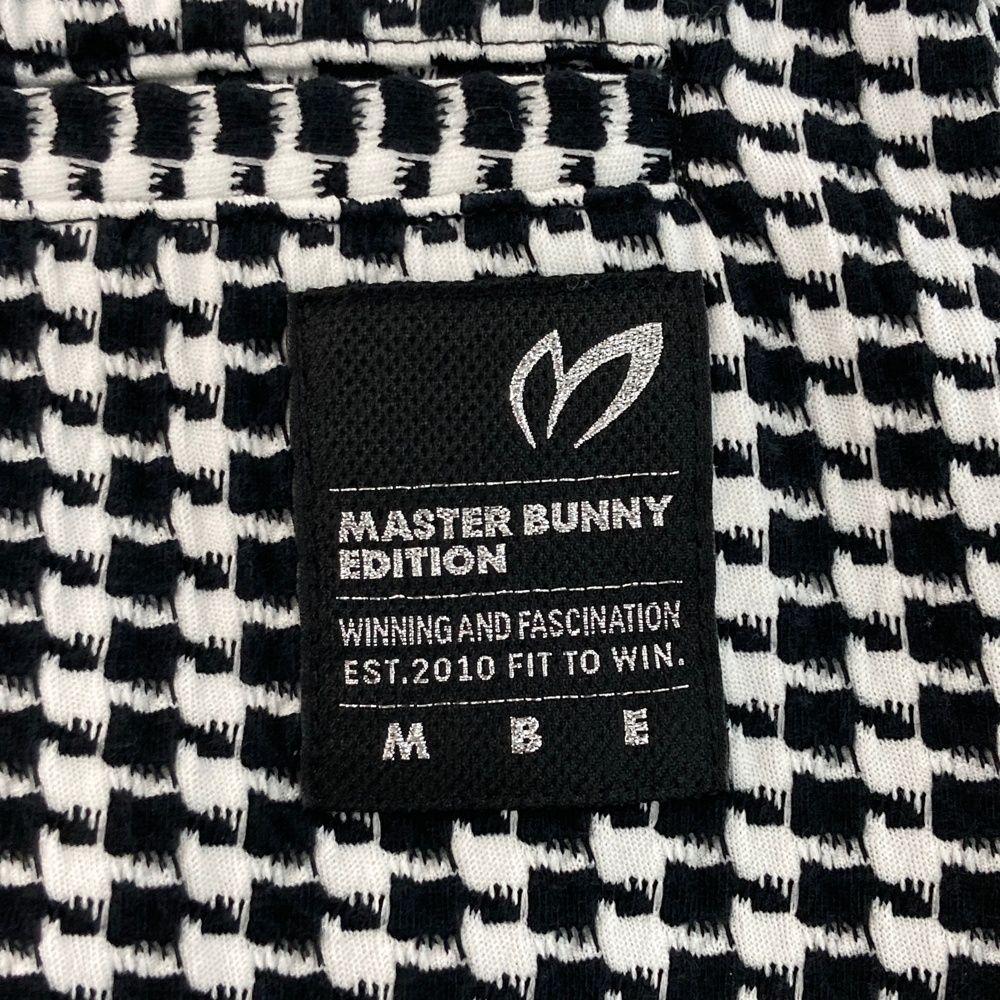 MASTER BUNNY
EDITION
WINNING AND FASCINATION
EST.2010 FIT TO WIN.
M B E